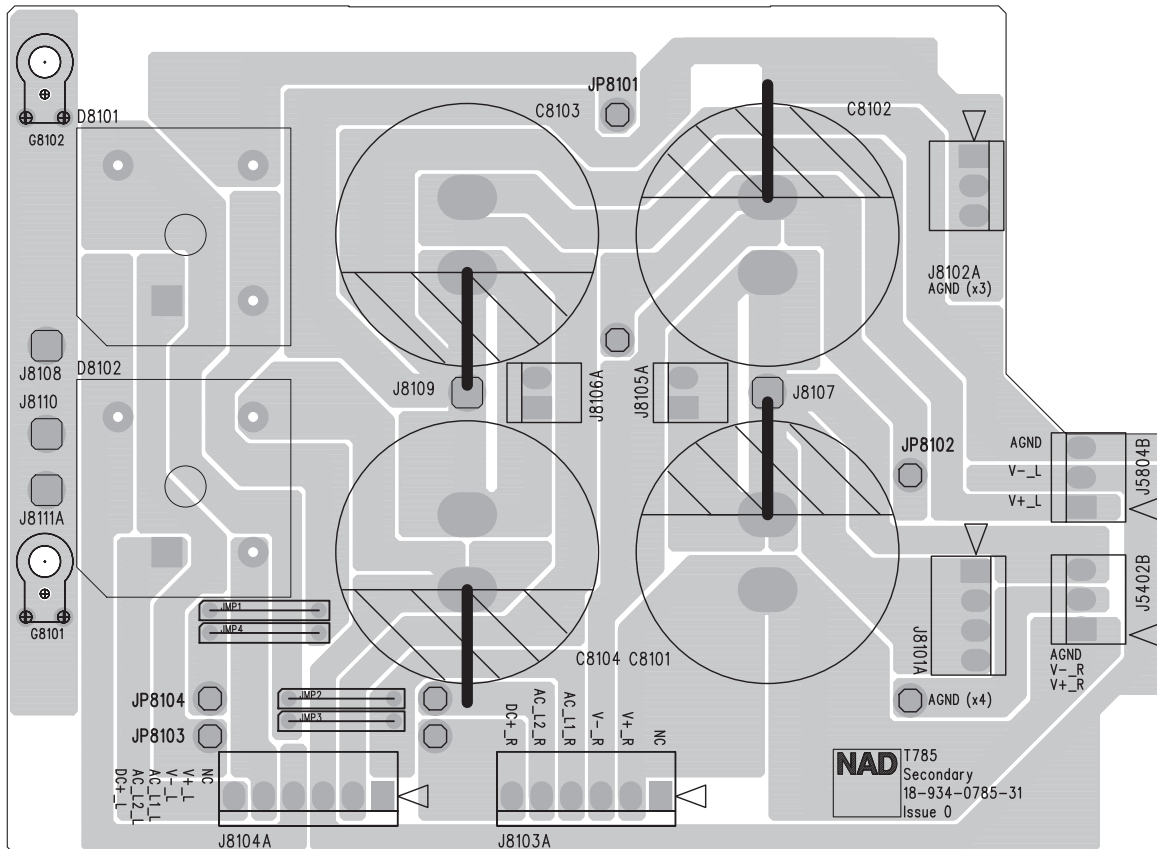 JP8101
C8103
C8102
D8101
G8102
J8102A
AGND (x3)
J8108
D8102
J8109
J8106A
J8105A
J8107
J8110
JP8102
AGND
V-_L
V+_L
J5804B
J8111A
G8101
JMP1
JMP4
J5402B
J8101A
AGND
V-_R
V+_R
C8104
C8101
JP8104
JMP2
AGND (x4)
JP8103
JMP3
DC+_R
AC_L2_R
AC_L1_R
V-_R
V+_R
NC
DC+_L
AC_L2_L
AC_L1_L
V-_L
V+_L
NC
NAD
T785
Secondary
18-934-0785-31
Issue 0
J8104A
J8103A